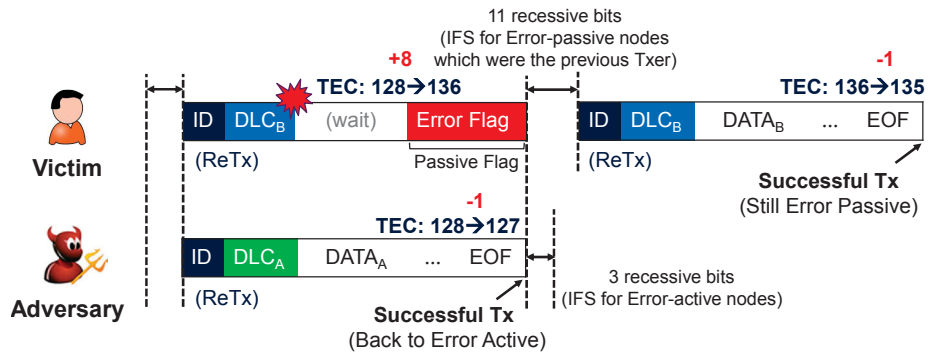 11 recessive bits
(IFS for Error-passive nodes
which were the previous Txer)
+8
TEC: 128→136
-1
TEC: 136→135
ID DLC_B (wait) Error Flag
ID DLC_B DATA_B ... EOF
(ReTx)
Passive Flag
(ReTx)
Victim
Successful Tx
(Still Error Passive)
-1
TEC: 128→127
ID DLC_A DATA_A ... EOF
(ReTx)
3 recessive bits
(IFS for Error-active nodes)
Adversary
Successful Tx
(Back to Error Active)